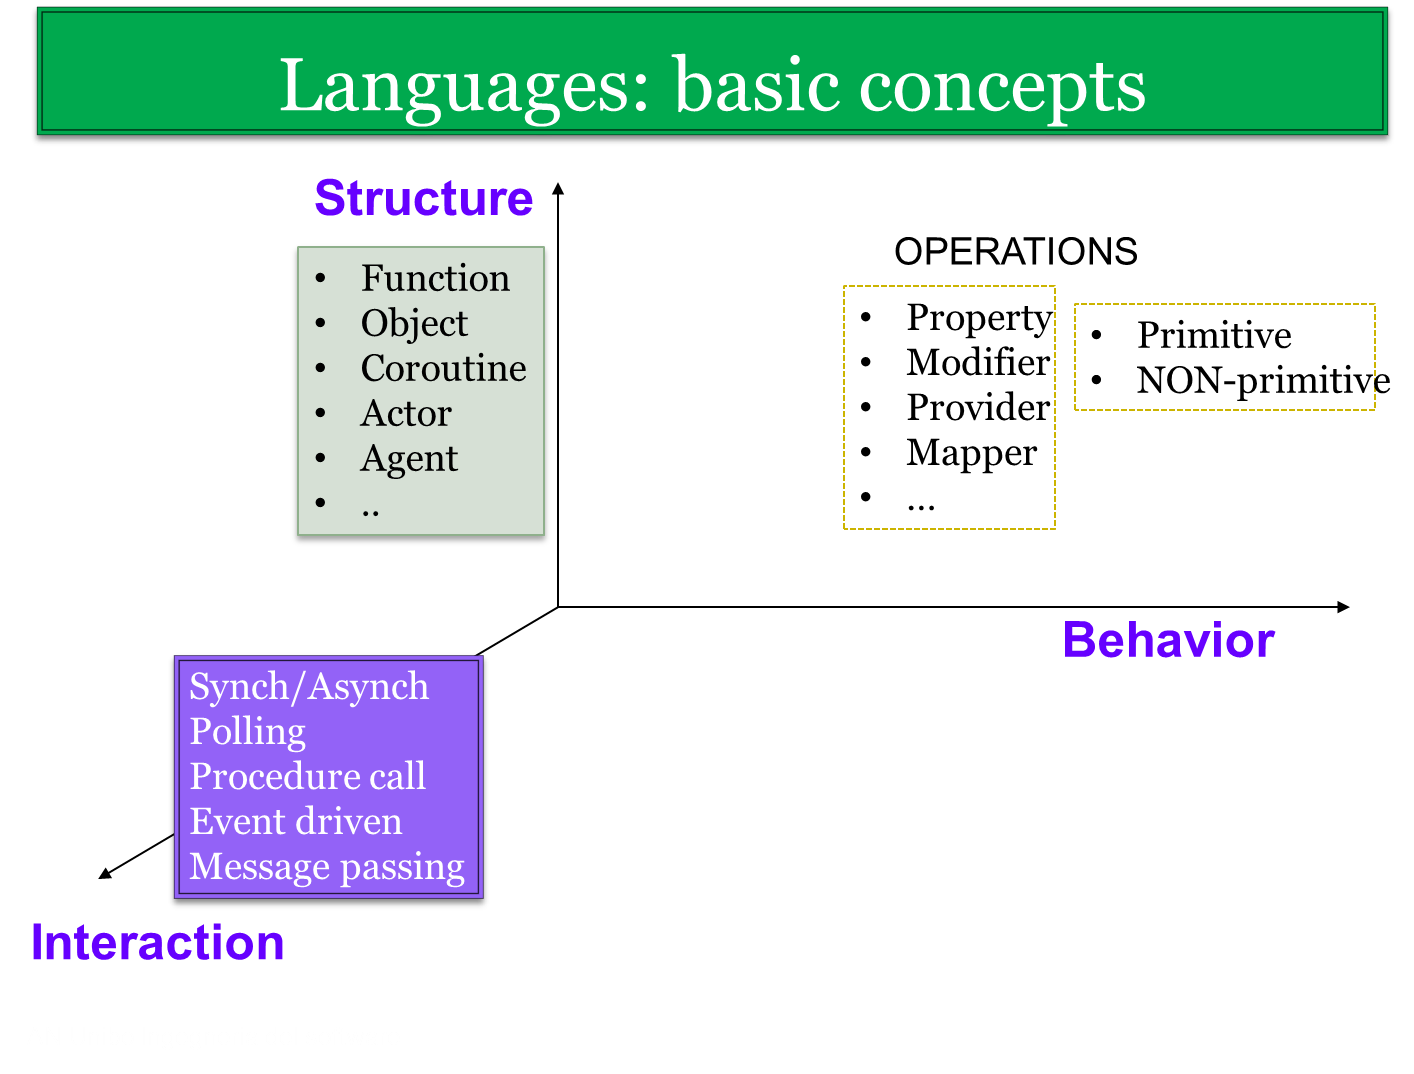 Languages: basic concepts
Structure
• Function
• Object
• Coroutine
• Actor
• Agent
• ..
OPERATIONS
• Property
• Modifier
• Provider
• Mapper
• ...
• Primitive
• NON-primitive
Behavior
Synch/Asynch
Polling
Procedure call
Event driven
Message passing
Interaction